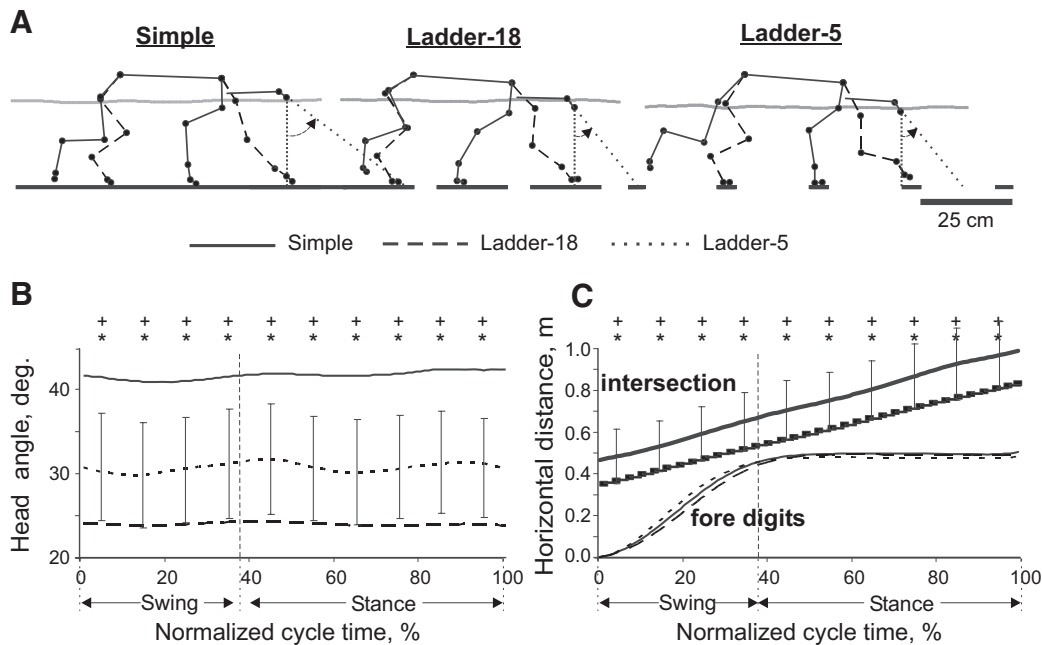 A
Simple
Ladder-18
Ladder-5
25 cm
Simple
Ladder-18
Ladder-5
B
+ + + + + + + + + +
* * * * * * * * * *
Head angle, deg.
40
30
20
0 20 40 60 80 100
Swing Stance
Normalized cycle time, %
C
+ + + + + + + + + +
* * * * * * * * * *
Horizontal distance, m
1.0
0.8
0.6
0.4
0.2
0.0
intersection
fore digits
0 20 40 60 80 100
Swing Stance
Normalized cycle time, %